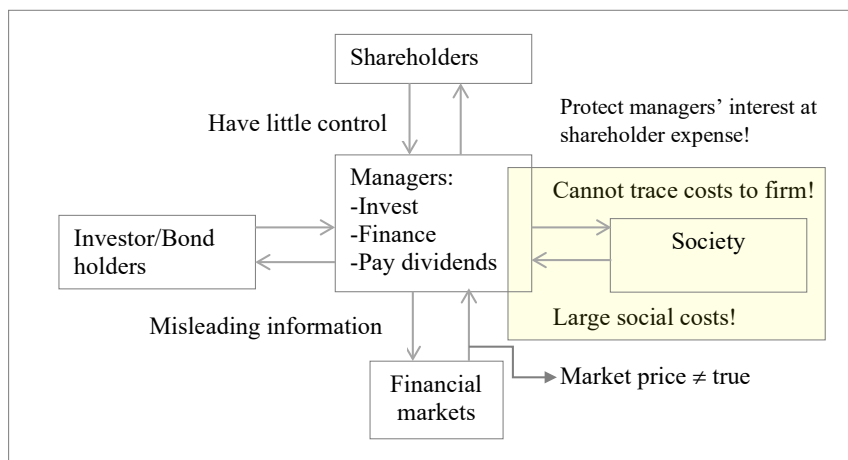 Shareholders
Have little control
Protect managers’ interest at
shareholder expense!
Managers:
-Invest
-Finance
-Pay dividends
Cannot trace costs to firm!
Investor/Bond
holders
Society
Misleading information
Large social costs!
Financial
markets
Market price ≠ true